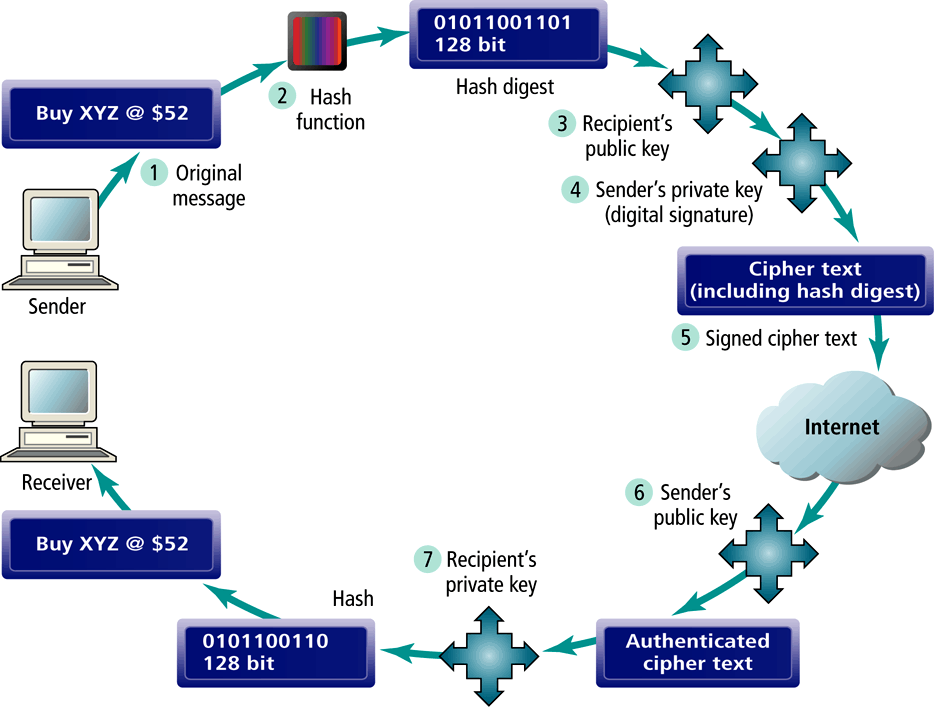 Buy XYZ @ $52
1 Original
message
Sender
2 Hash
function
01011001101
128 bit
Hash digest
3 Recipient's
public key
4 Sender's private key
(digital signature)
Cipher text
(including hash digest)
5 Signed cipher text
Internet
6 Sender's
public key
Authenticated
cipher text
7 Recipient's
private key
Hash
0101100110
128 bit
Buy XYZ @ $52
Receiver